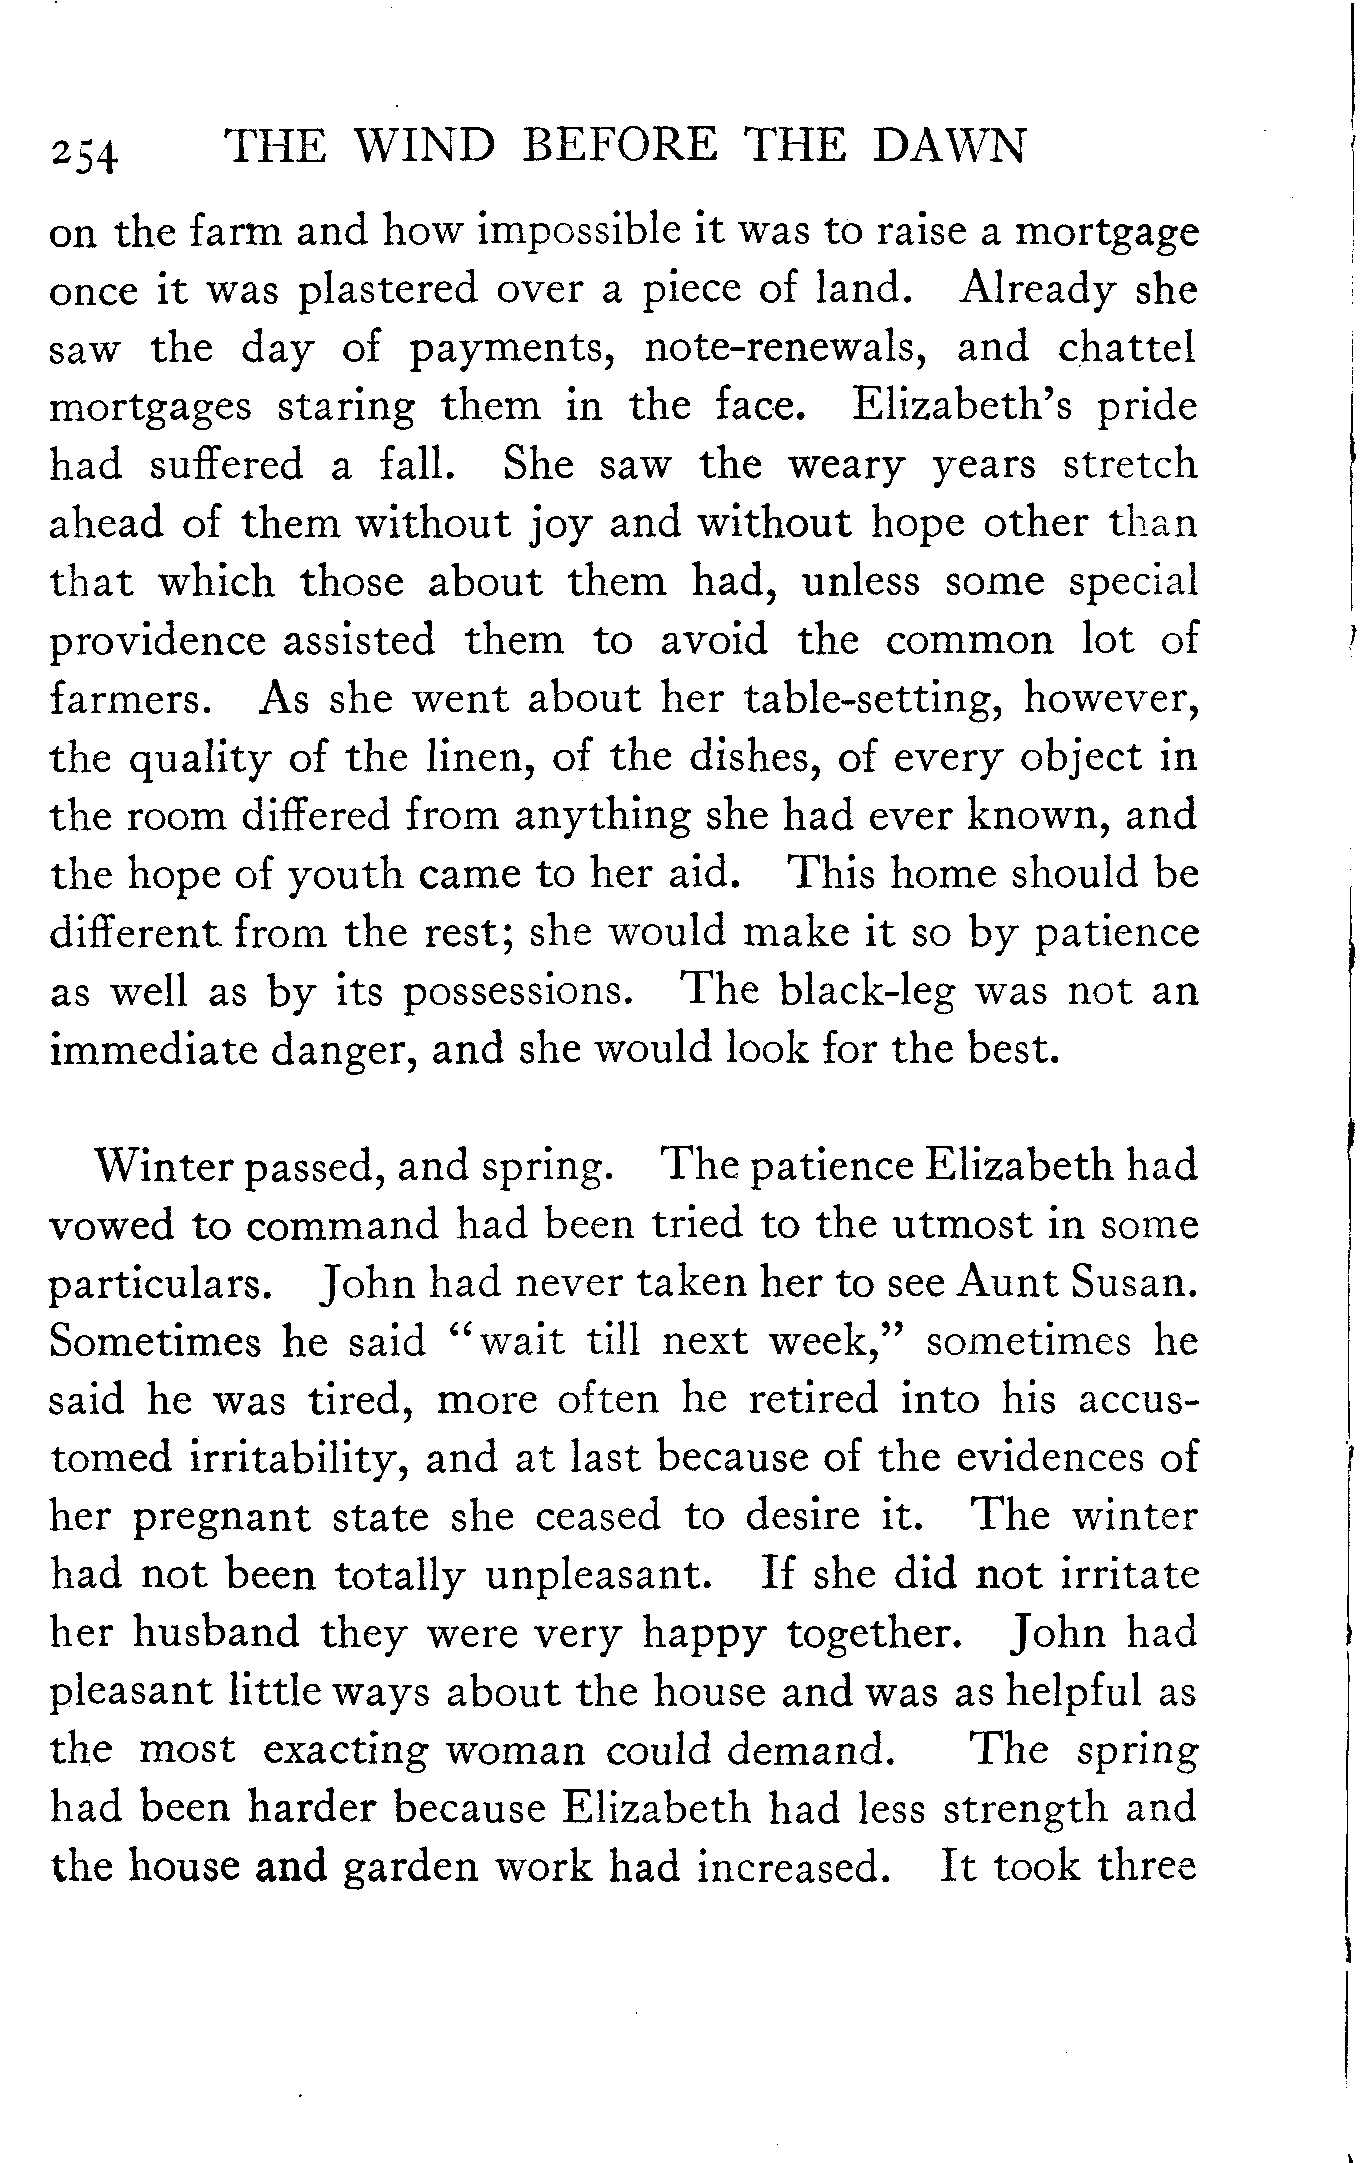 254 THE WIND BEFORE THE DAWN
on the farm and how impossible it was to raise a mortgage
once it was plastered over a piece of land. Already she
saw the day of payments, note-renewals, and chattel
mortgages staring them in the face. Elizabeth's pride
had suffered a fall. She saw the weary years stretch
ahead of them without joy and without hope other than
that which those about them had, unless some special
providence assisted them to avoid the common lot of
farmers. As she went about her table-setting, however,
the quality of the linen, of the dishes, of every object in
the room differed from anything she had ever known, and
the hope of youth came to her aid. This home should be
different from the rest; she would make it so by patience
as well as by its possessions. The black-leg was not an
immediate danger, and she would look for the best.
Winter passed, and spring. The patience Elizabeth had
vowed to command had been tried to the utmost in some
particulars. John had never taken her to see Aunt Susan.
Sometimes he said "wait till next week," sometimes he
said he was tired, more often he retired into his accus-
tomed irritability, and at last because of the evidences of
her pregnant state she ceased to desire it. The winter
had not been totally unpleasant. If she did not irritate
her husband they were very happy together. John had
pleasant little ways about the house and was as helpful as
the most exacting woman could demand. The spring
had been harder because Elizabeth had less strength and
the house and garden work had increased. It took three